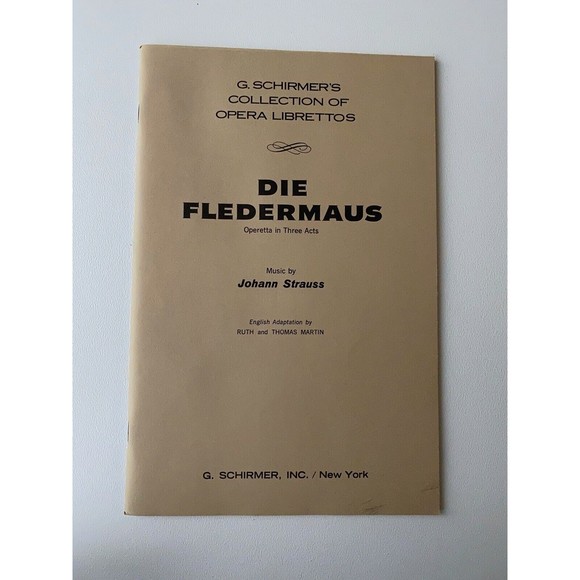 G. SCHIRMER'S
COLLECTION OF
OPERA LIBRETTOS
DIE
FLEDERMAUS
Operetta in Three Acts
Music by
Johann Strauss
English Adaptation by
RUTH and THOMAS MARTIN
G. SCHIRMER, INC. / New York